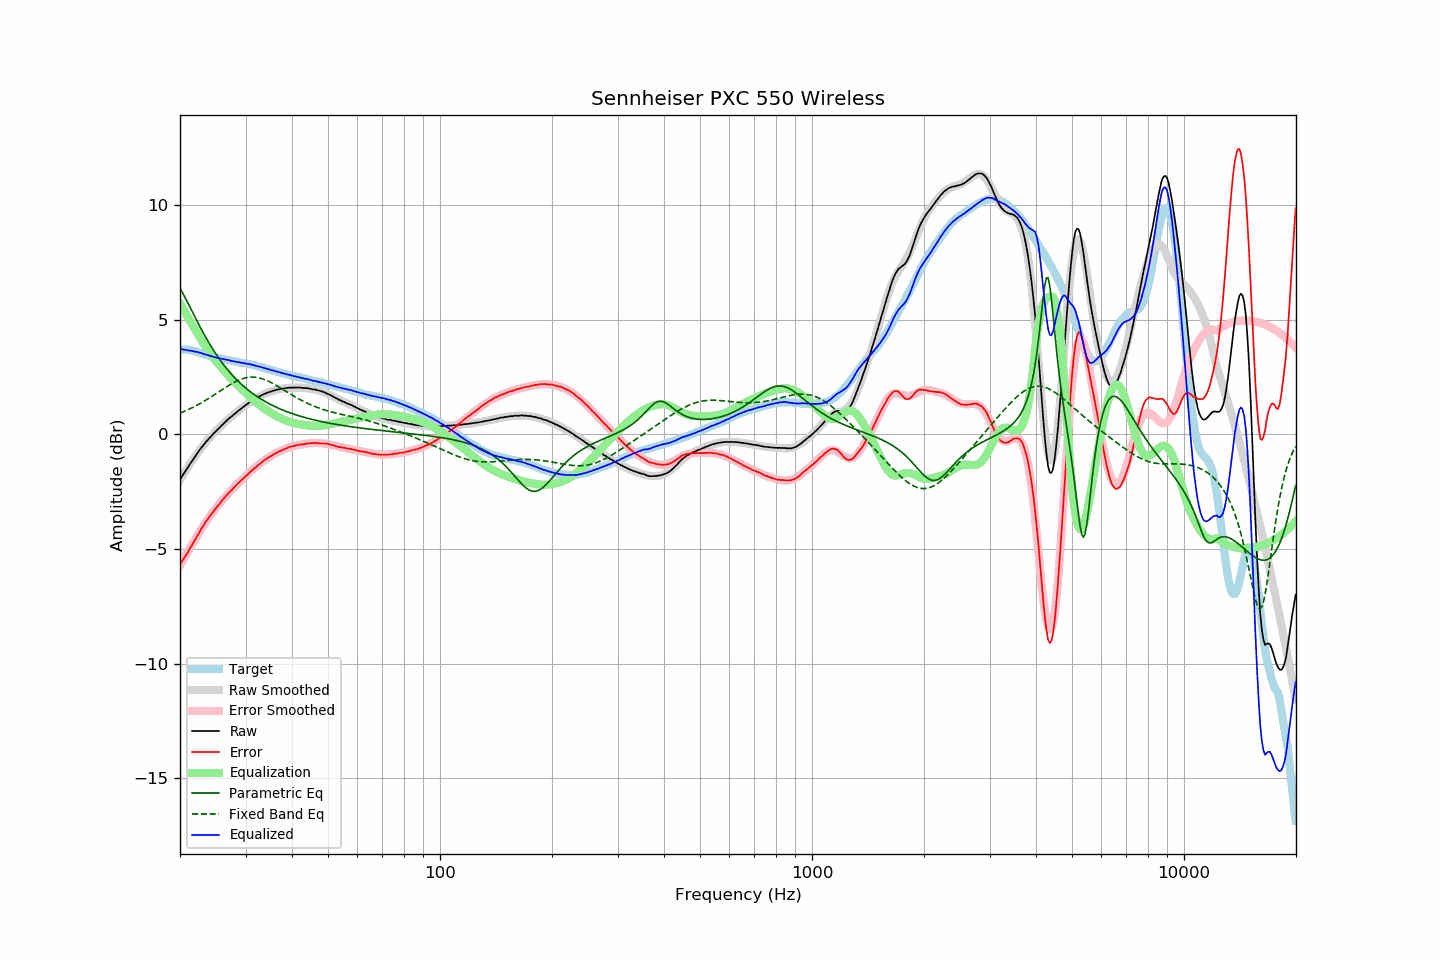 Sennheiser PXC 550 Wireless
Amplitude (dBr)
10
5
0
−5
−10
−15
Target
Raw Smoothed
Error Smoothed
Raw
Error
Equalization
Parametric Eq
Fixed Band Eq
Equalized
100
1000
10000
Frequency (Hz)